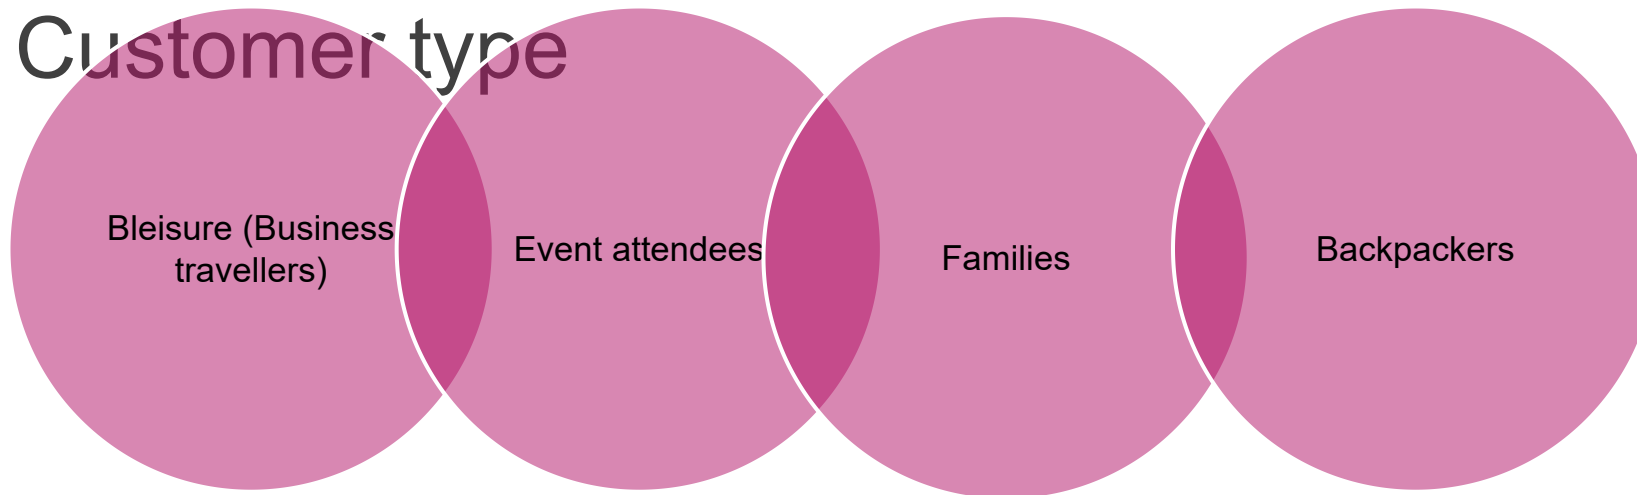 Customer type
Bleisure (Business
travellers)
Event attendees
Families
Backpackers